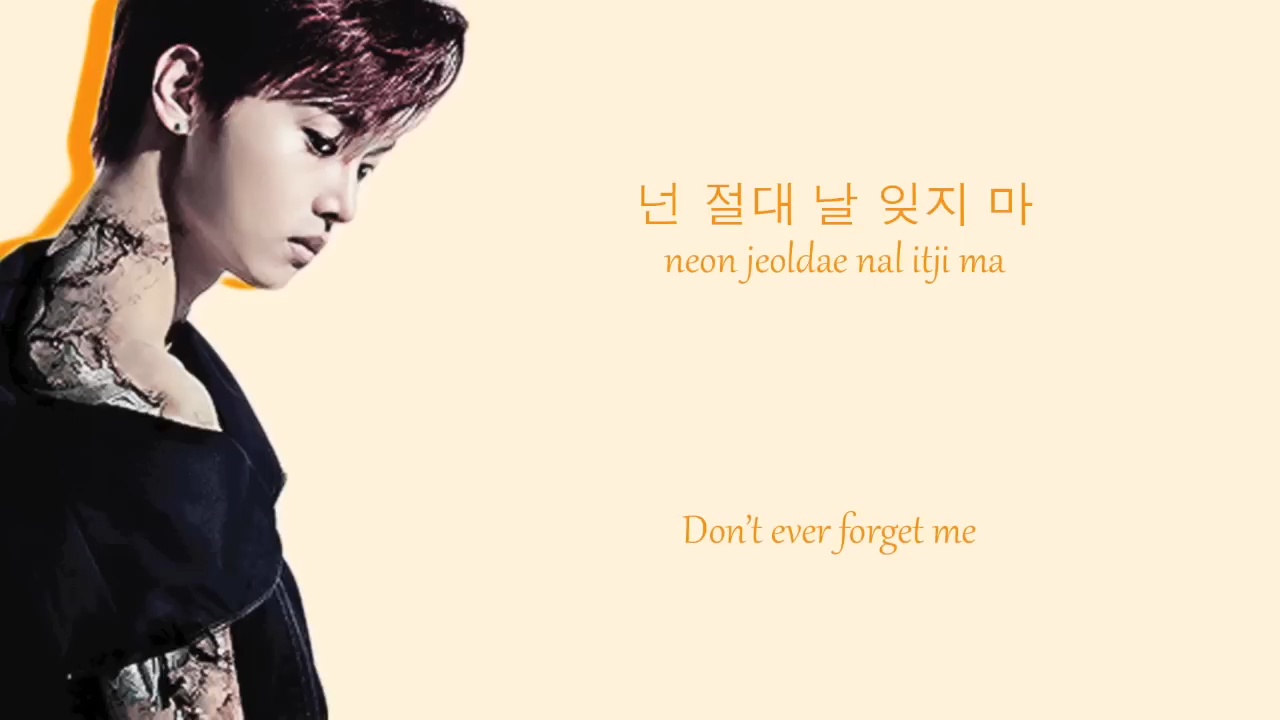 넌 절대 날 잊지 마
neon jeoldae nal itji ma
Don't ever forget me